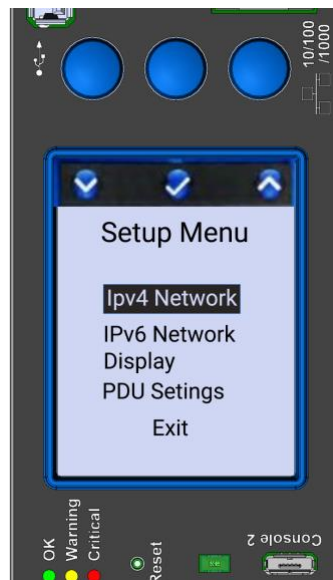 10/100
/1000
Setup Menu
Ipv4 Network
IPv6 Network
Display
PDU Setings
Exit
OK
Warning
Critical
Reset
Console 2